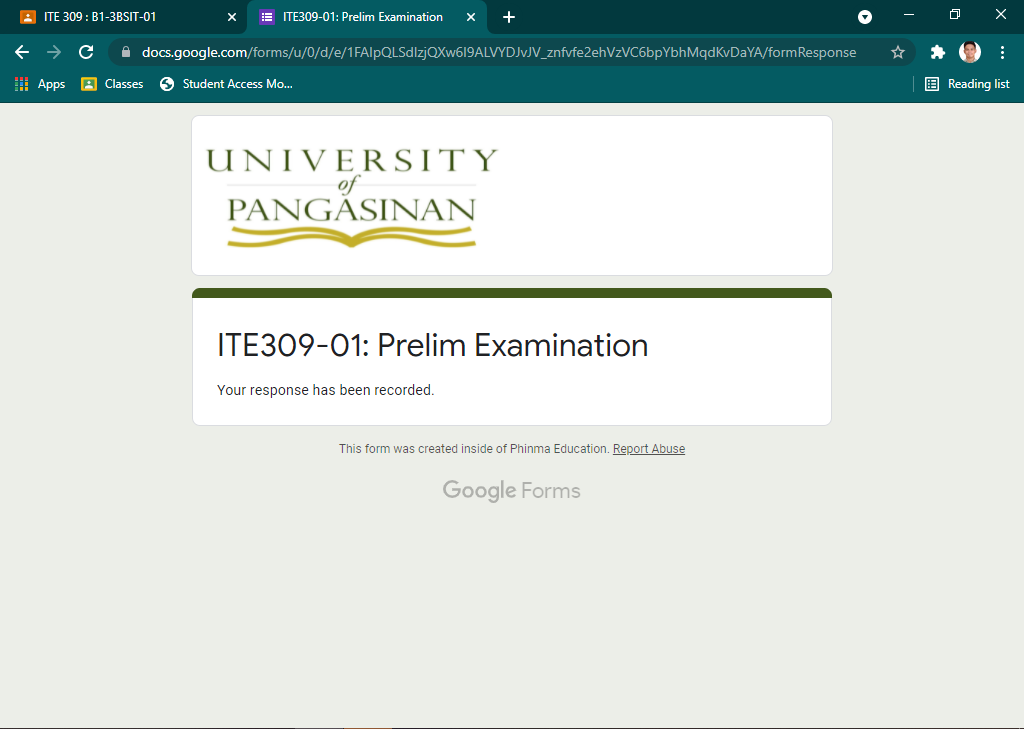 ITE 309 : B1-3BSIT-01
ITE309-01: Prelim Examination
docs.google.com/forms/u/0/d/e/1FAIpQLSdIzjQXw6I9ALVYDJvJV_znfvfe2ehVzVC6bpYbhMqdKvDaYA/formResponse
Apps
Classes
Student Access Mo...
Reading list
UNIVERSITY
of
PANGASINAN
ITE309-01: Prelim Examination
Your response has been recorded.
This form was created inside of Phinma Education. Report Abuse
Google Forms